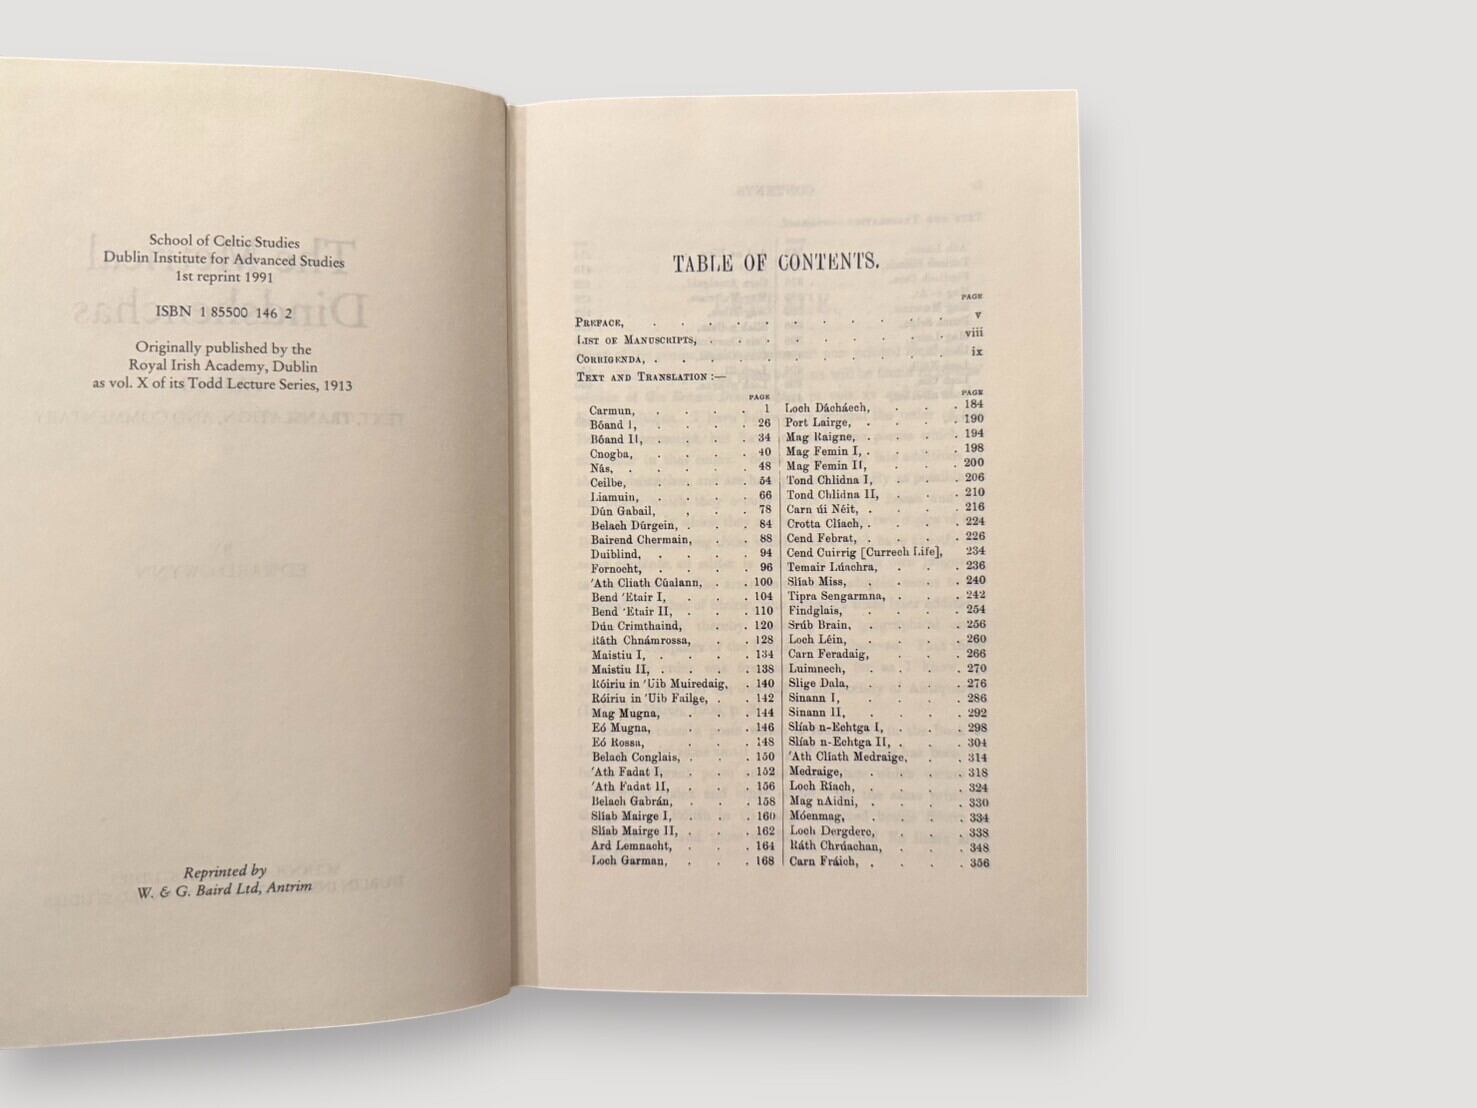 School of Celtic Studies
Dublin Institute for Advanced Studies
1st reprint 1991
ISBN 1 85500 146 2
Originally published by the
Royal Irish Academy, Dublin
as vol. X of its Todd Lecture Series, 1913
Reprinted by
W. & G. Baird Ltd, Antrim
TABLE OF CONTENTS.
PAGE
Preface, . . . . . . . . . . . v
List of Manuscripts, . . . . . . . . . viii
Corrigenda, . . . . . . . . . . . ix
Text and Translation :—
PAGE
Carmun, . . . . 1
Bóand I, . . . . 26
Bóand II, . . . . 34
Cnogba, . . . . 40
Nás, . . . . . 48
Ceilbe, . . . . 54
Liamuin, . . . . 66
Dún Gabail, . . . 78
Belach Dúrgein, . . . 84
Bairend Chermain, . . 88
Duiblind, . . . . 94
Fornocht, . . . . 96
'Ath Cliath Cúalann, . . 100
Bend 'Etair I, . . . 104
Bend 'Etair II, . . . 110
Dún Crimthaind, . . 120
Ráth Chnámrossa, . . 128
Maistiu I, . . . . 134
Maistiu II, . . . . 138
Róiriu in 'Uib Muiredaig, . 140
Róiriu in 'Uib Failge, . . 142
Mag Mugna, . . . 144
Eó Mugna, . . . 146
Eó Rossa, . . . 148
Belach Conglais, . . . 150
'Ath Fadat I, . . . 152
'Ath Fadat II, . . . 156
Belach Gabrán, . . . 158
Slíab Mairge I, . . . 160
Slíab Mairge II, . . . 162
Ard Lemnacht, . . . 164
Loch Garman, . . . 168
PAGE
Loch Dácháech, . . . 184
Port Lairge, . . . . 190
Mag Raigne, . . . . 194
Mag Femin I, . . . . 198
Mag Femin II, . . . 200
Tond Chlidna I, . . . 206
Tond Chlidna II, . . . 210
Carn úi Néit, . . . . 216
Crotta Clíach, . . . . 224
Cend Febrat, . . . . 226
Cend Cuirrig [Currech Life], 234
Temair Lúachra, . . . 236
Slíab Miss, . . . . 240
Tipra Sengarmna, . . . 242
Findglais, . . . . 254
Srúb Brain, . . . . 256
Loch Léin, . . . . 260
Carn Feradaig, . . . 266
Luimnech, . . . . 270
Slige Dala, . . . . 276
Sinann I, . . . . 286
Sinann II, . . . . 292
Slíab n-Echtga I, . . . 298
Slíab n-Echtga II, . . . 304
'Ath Cliath Medraige, . . 314
Medraige, . . . . 318
Loch Ríach, . . . . 324
Mag nAidni, . . . . 330
Móenmag, . . . . 334
Loch Dergderc, . . . 338
Ráth Chrúachan, . . . 348
Carn Fráich, . . . . 356